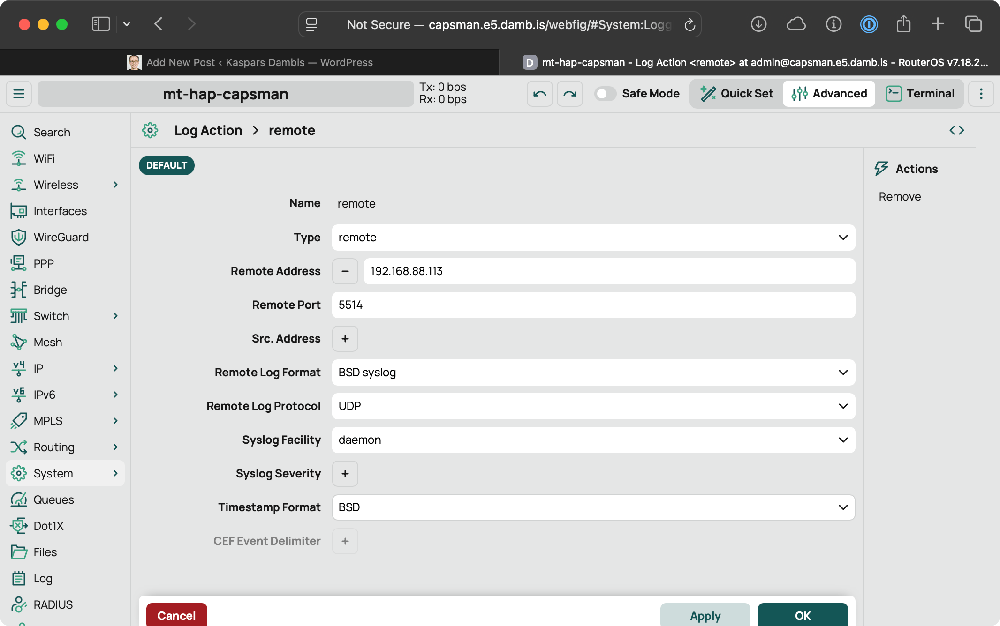 Not Secure — capsman.e5.damb.is/webfig/#System:Logg
Add New Post ‹ Kaspars Dambis — WordPress
D mt-hap-capsman - Log Action <remote> at admin@capsman.e5.damb.is - RouterOS v7.18.2...
mt-hap-capsman
Tx: 0 bps
Rx: 0 bps
Safe Mode
Quick Set
Advanced
Terminal
Search
WiFi
Wireless
Interfaces
WireGuard
PPP
Bridge
Switch
Mesh
v4 IP
v6 IPv6
MPLS
Routing
System
Queues
Dot1X
Files
Log
RADIUS
Log Action > remote
DEFAULT
Name remote
Type remote
Remote Address − 192.168.88.113
Remote Port 5514
Src. Address +
Remote Log Format BSD syslog
Remote Log Protocol UDP
Syslog Facility daemon
Syslog Severity +
Timestamp Format BSD
CEF Event Delimiter +
Cancel
Apply
OK
Actions
Remove